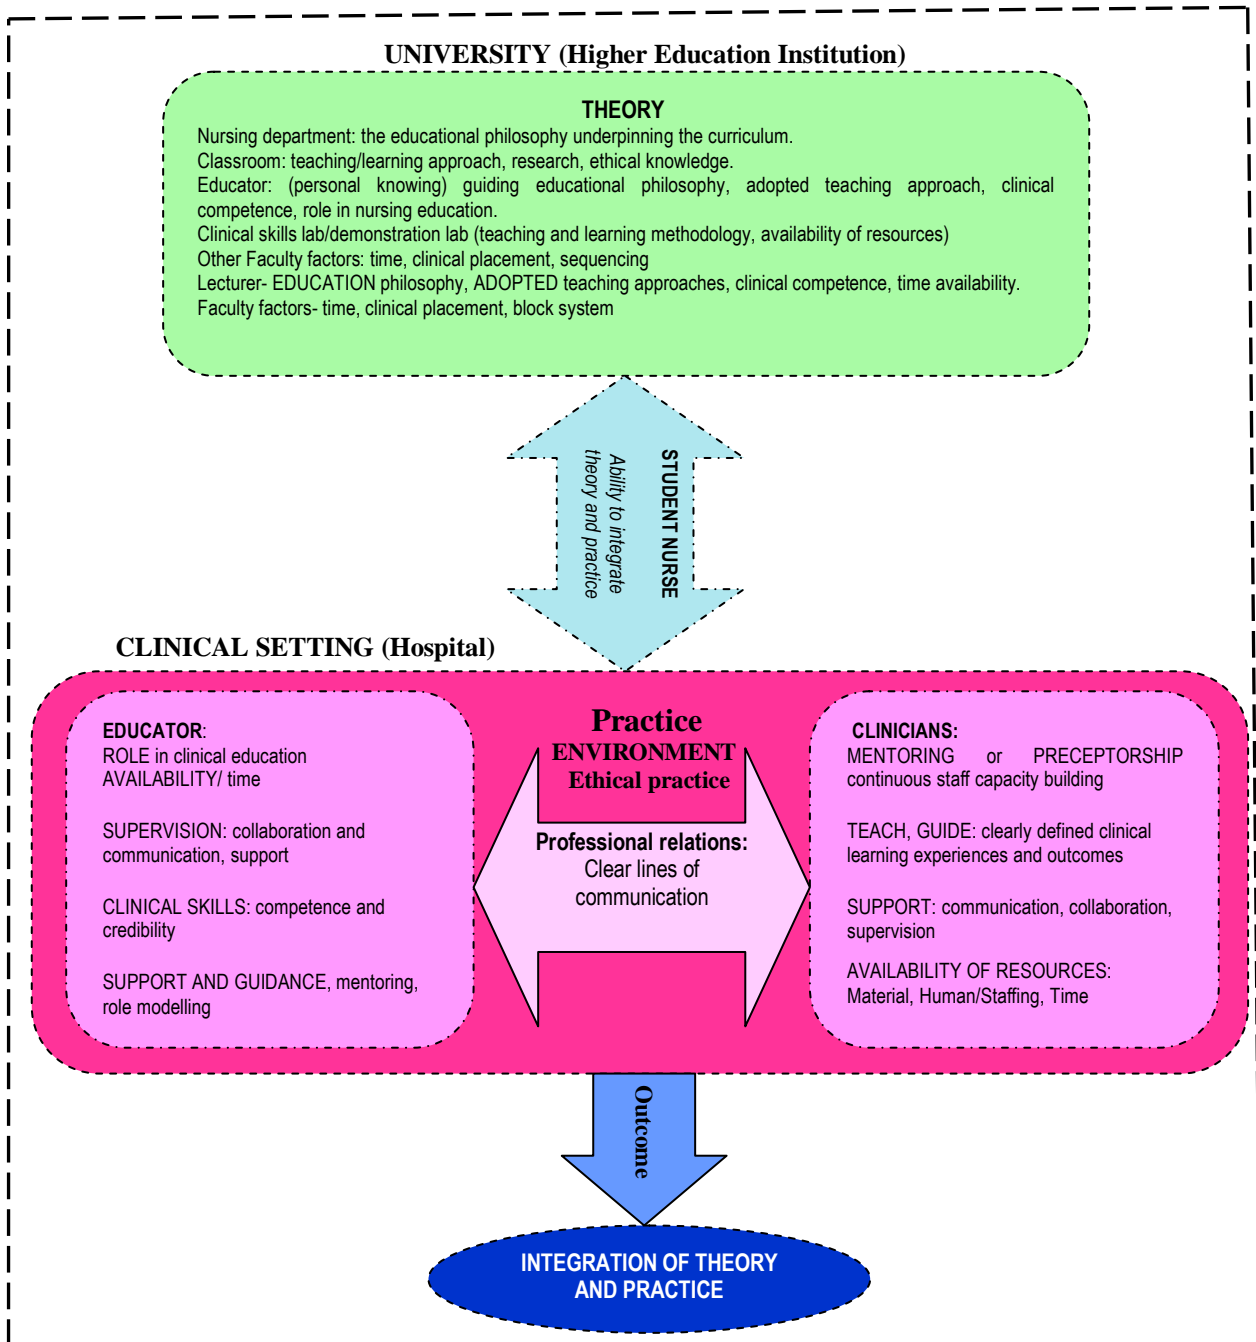 UNIVERSITY (Higher Education Institution)
THEORY
Nursing department: the educational philosophy underpinning the curriculum.
Classroom: teaching/learning approach, research, ethical knowledge.
Educator: (personal knowing) guiding educational philosophy, adopted teaching approach, clinical
competence, role in nursing education.
Clinical skills lab/demonstration lab (teaching and learning methodology, availability of resources)
Other Faculty factors: time, clinical placement, sequencing
Lecturer- EDUCATION philosophy, ADOPTED teaching approaches, clinical competence, time availability.
Faculty factors- time, clinical placement, block system
STUDENT NURSE
Ability to integrate
theory and practice
CLINICAL SETTING (Hospital)
EDUCATOR:
ROLE in clinical education
AVAILABILITY/ time
SUPERVISION: collaboration and
communication, support
CLINICAL SKILLS: competence and
credibility
SUPPORT AND GUIDANCE, mentoring,
role modelling
Practice
ENVIRONMENT
Ethical practice
Professional relations:
Clear lines of
communication
CLINICIANS:
MENTORING or PRECEPTORSHIP
continuous staff capacity building
TEACH, GUIDE: clearly defined clinical
learning experiences and outcomes
SUPPORT: communication, collaboration,
supervision
AVAILABILITY OF RESOURCES:
Material, Human/Staffing, Time
Outcome
INTEGRATION OF THEORY
AND PRACTICE